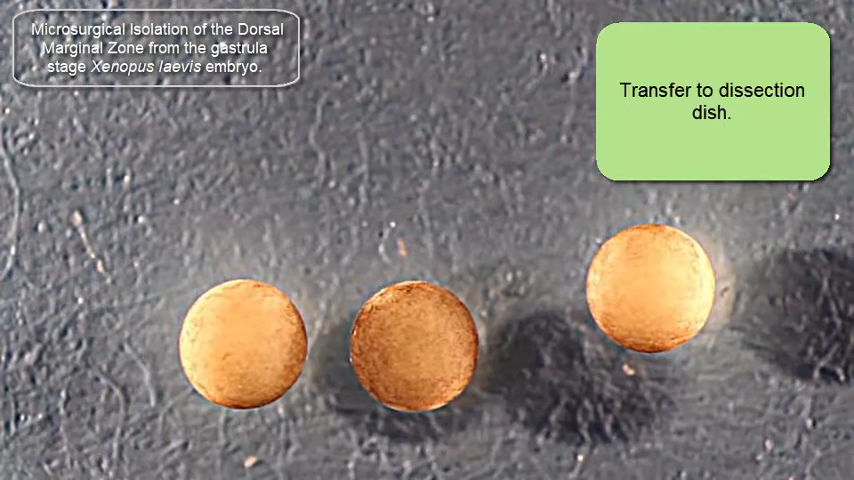 Microsurgical Isolation of the Dorsal
Marginal Zone from the gastrula
stage Xenopus laevis embryo.
Transfer to dissection
dish.